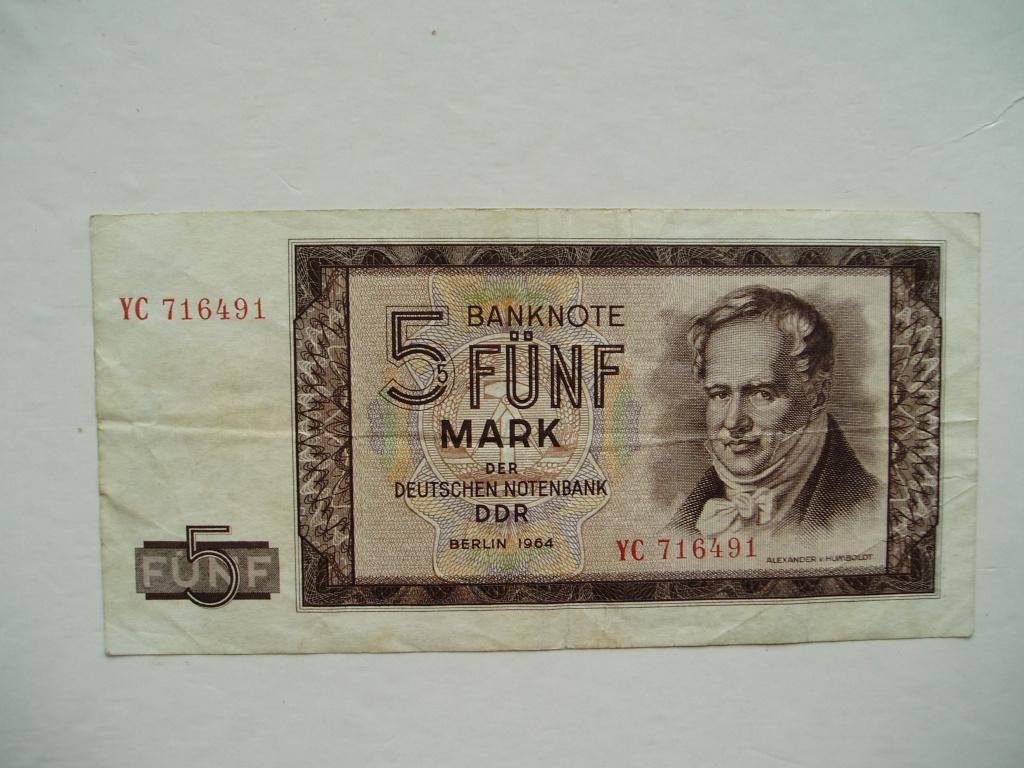 YC 716491
5 BANKNOTE
5 FÜNF
MARK
DER
DEUTSCHEN NOTENBANK
DDR
BERLIN 1964
YC 716491
ALEXANDER v. HUMBOLDT
5
FÜNF